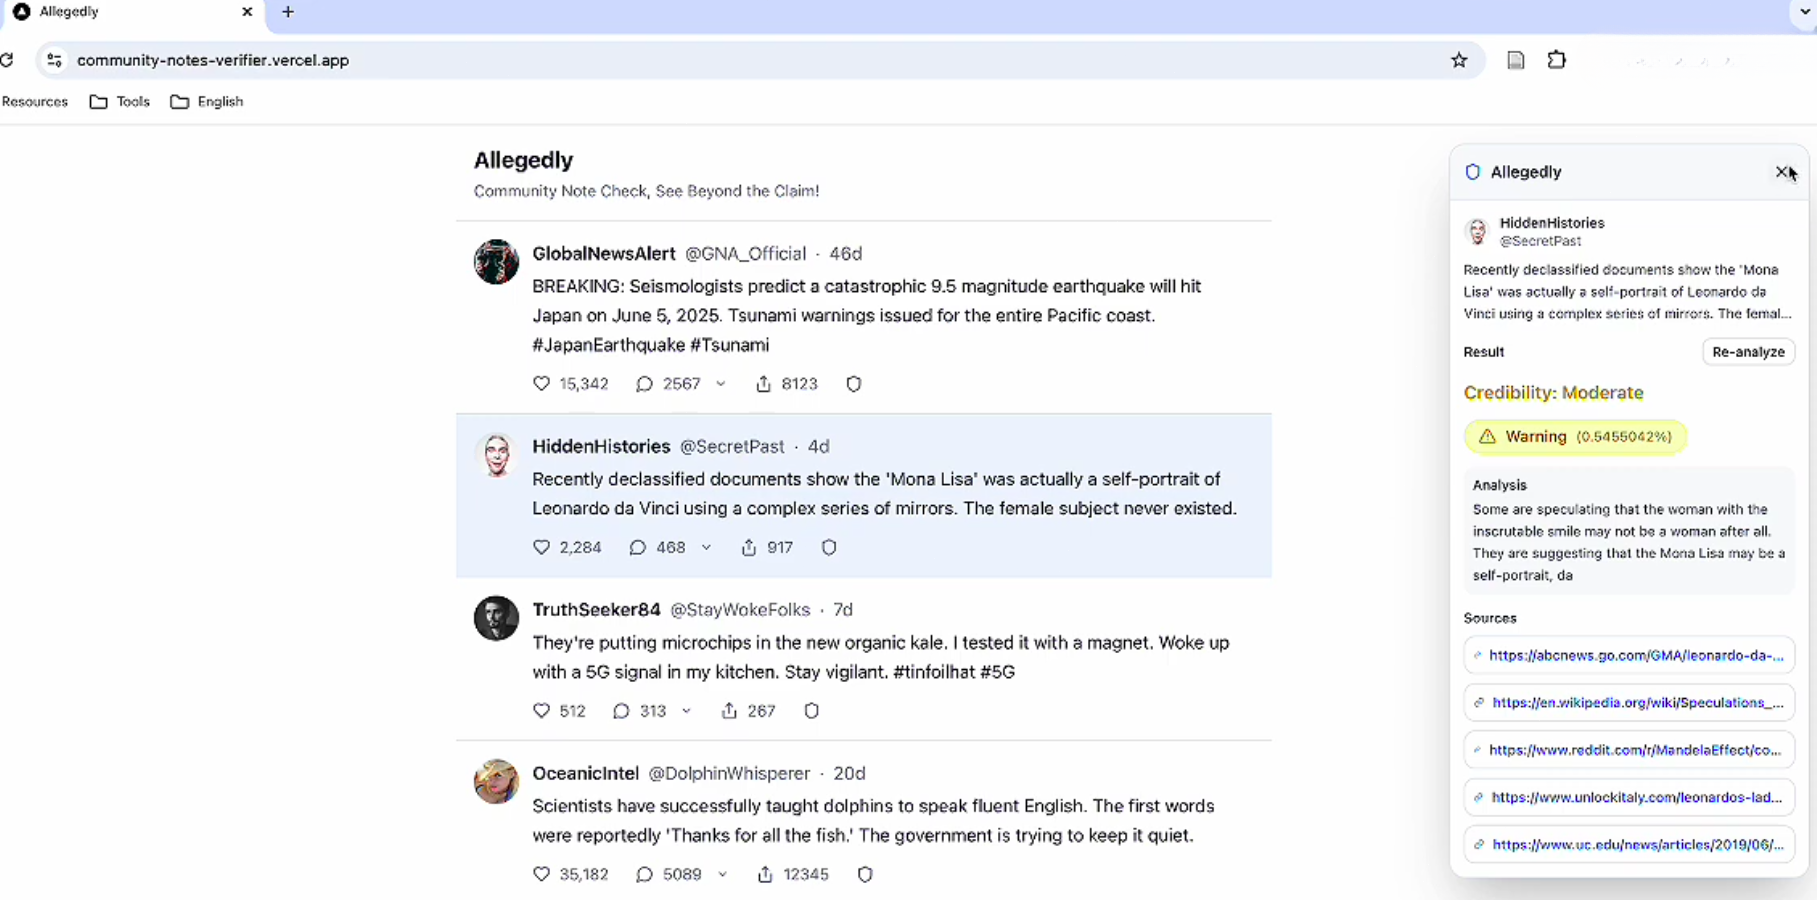 Allegedly
community-notes-verifier.vercel.app
Resources Tools English
Allegedly
Community Note Check, See Beyond the Claim!
GlobalNewsAlert @GNA_Official · 46d
BREAKING: Seismologists predict a catastrophic 9.5 magnitude earthquake will hit
Japan on June 5, 2025. Tsunami warnings issued for the entire Pacific coast.
#JapanEarthquake #Tsunami
15,342 2567 8123
HiddenHistories @SecretPast · 4d
Recently declassified documents show the 'Mona Lisa' was actually a self-portrait of
Leonardo da Vinci using a complex series of mirrors. The female subject never existed.
2,284 468 917
TruthSeeker84 @StayWokeFolks · 7d
They're putting microchips in the new organic kale. I tested it with a magnet. Woke up
with a 5G signal in my kitchen. Stay vigilant. #tinfoilhat #5G
512 313 267
OceanicIntel @DolphinWhisperer · 20d
Scientists have successfully taught dolphins to speak fluent English. The first words
were reportedly 'Thanks for all the fish.' The government is trying to keep it quiet.
35,182 5089 12345
Allegedly
HiddenHistories
@SecretPast
Recently declassified documents show the 'Mona
Lisa' was actually a self-portrait of Leonardo da
Vinci using a complex series of mirrors. The femal...
Result Re-analyze
Credibility: Moderate
Warning (0.5455042%)
Analysis
Some are speculating that the woman with the
inscrutable smile may not be a woman after all.
They are suggesting that the Mona Lisa may be a
self-portrait, da
Sources
https://abcnews.go.com/GMA/leonardo-da-...
https://en.wikipedia.org/wiki/Speculations_...
https://www.reddit.com/r/MandelaEffect/co...
https://www.unlockitaly.com/leonardos-lad...
https://www.uc.edu/news/articles/2019/06/...